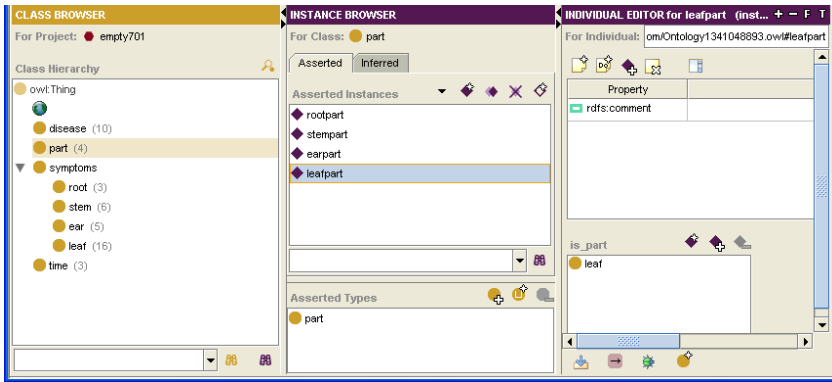 CLASS BROWSER
For Project: empty701
Class Hierarchy
owl:Thing
disease (10)
part (4)
symptoms
root (3)
stem (6)
ear (5)
leaf (16)
time (3)
INSTANCE BROWSER
For Class: part
Asserted Inferred
Asserted Instances
rootpart
stempart
earpart
leafpart
Asserted Types
part
INDIVIDUAL EDITOR for leafpart (inst... + − F T
For Individual: om/Ontology1341048893.owl#leafpart
Property
rdfs:comment
is_part
leaf